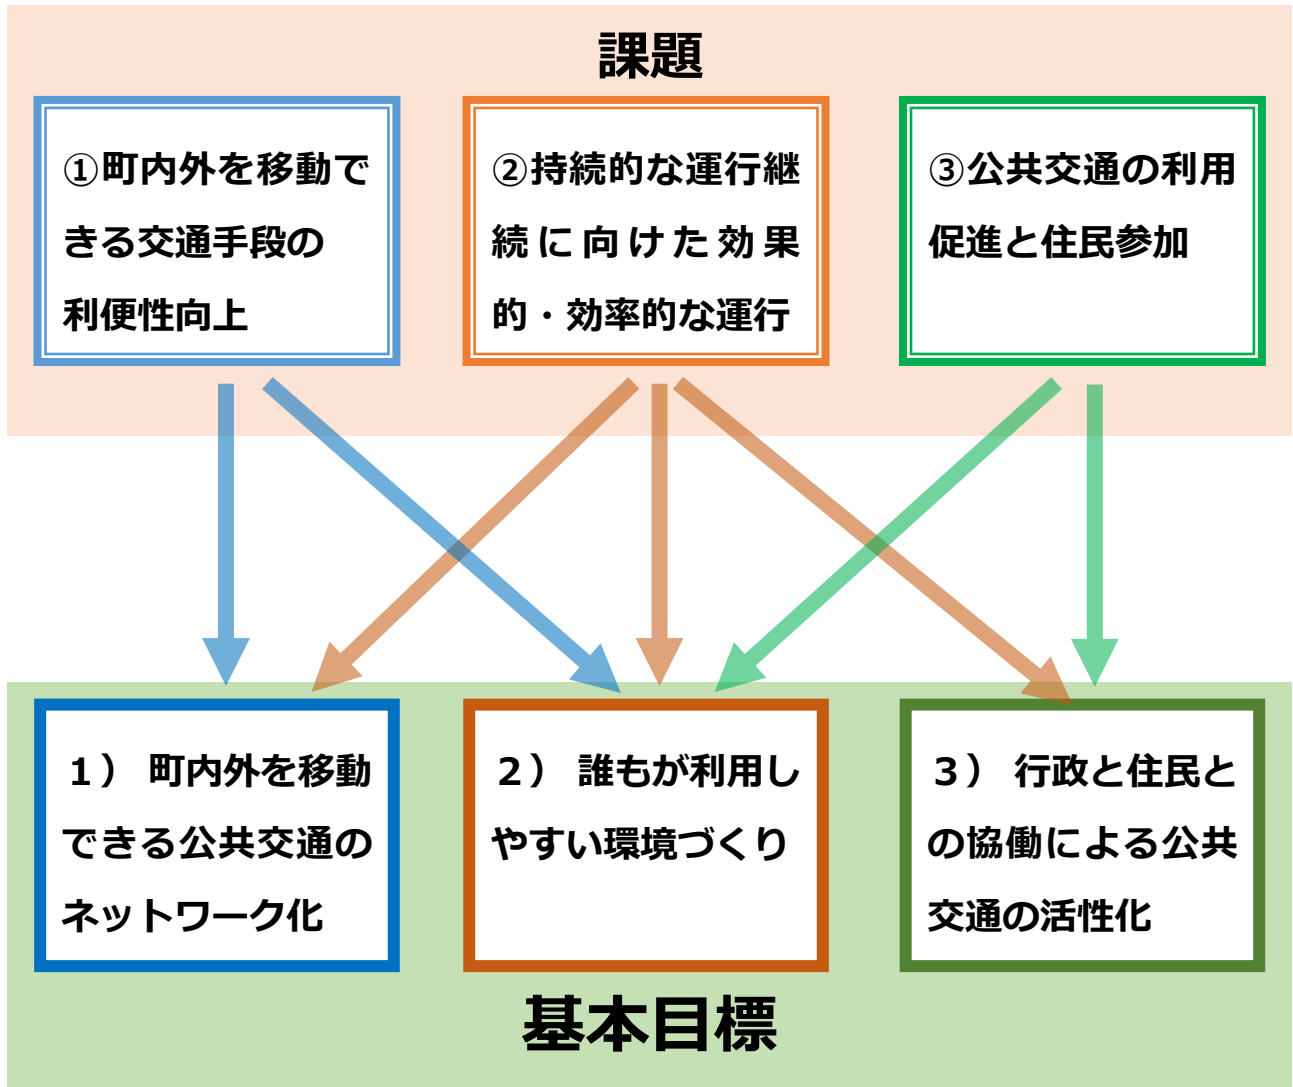 課題
①町内外を移動で
きる交通手段の
利便性向上
②持続的な運行継
続に向けた効果
的・効率的な運行
③公共交通の利用
促進と住民参加
１） 町内外を移動
できる公共交通の
ネットワーク化
２） 誰もが利用し
やすい環境づくり
３） 行政と住民と
の協働による公共
交通の活性化
基本目標